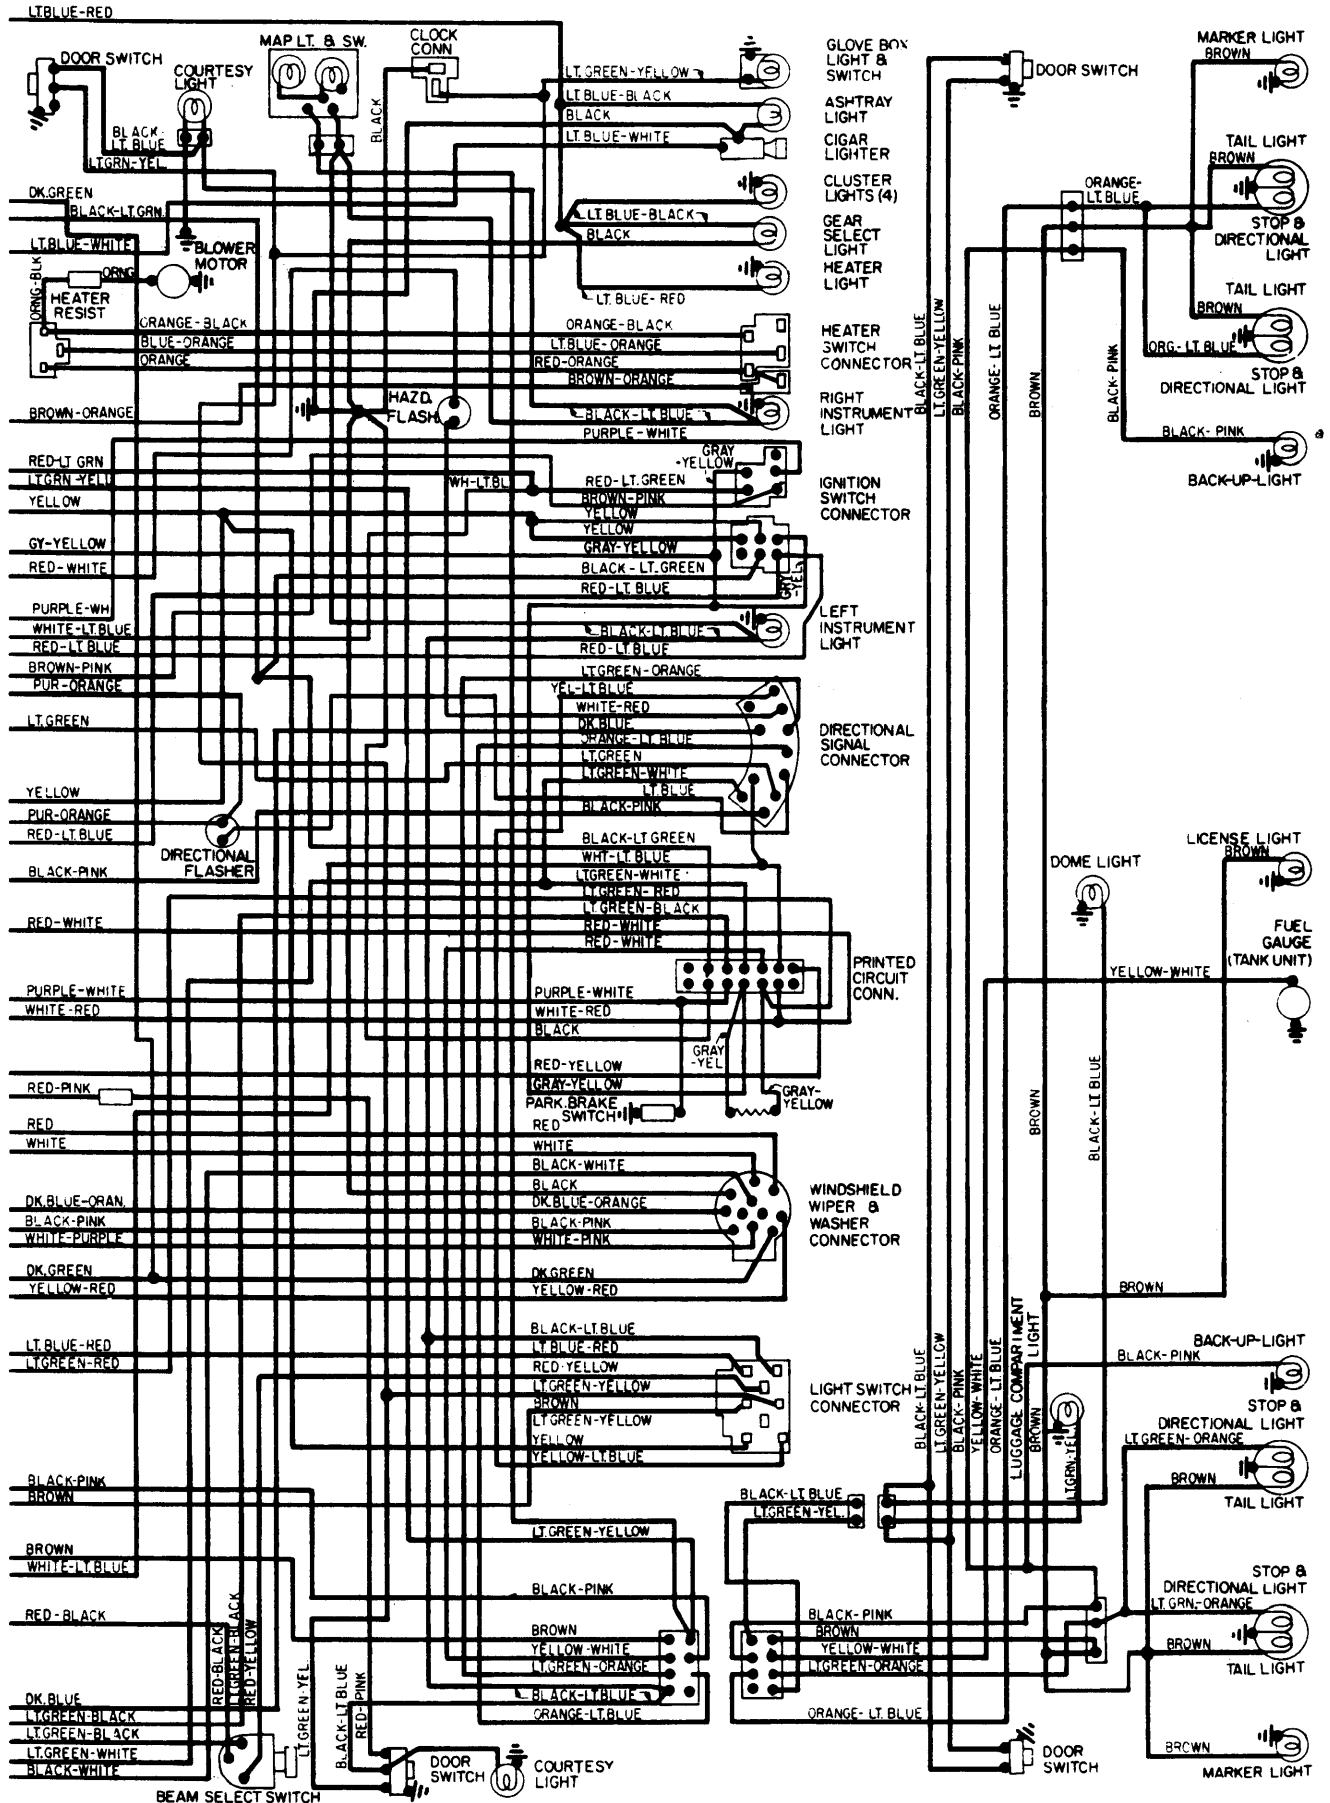 LT.BLUE-RED
DOOR SWITCH
COURTESY
LIGHT
MAP LT. & SW.
CLOCK
CONN
BLACK
BLACK-
LT. BLUE
LT.GRN-YEL.
DK.GREEN
BLACK-LT.GRN.
LT.BLUE-WHITE
BLOWER
MOTOR
ORNG-BLK
ORNG
HEATER
RESIST
ORANGE-BLACK
BLUE-ORANGE
ORANGE
BROWN-ORANGE
HAZD.
FLASH.
RED-LT GRN
LTGRN-YELL
WH-LT.BL
YELLOW
GY-YELLOW
RED-WHITE
PURPLE-WH
WHITE-LT.BLUE
RED-LT.BLUE
BROWN-PINK
PUR-ORANGE
LT.GREEN
YELLOW
PUR-ORANGE
RED-LT.BLUE
DIRECTIONAL
FLASHER
BLACK-PINK
RED-WHITE
PURPLE-WHITE
WHITE-RED
RED-PINK
RED
WHITE
DK.BLUE-ORAN.
BLACK-PINK
WHITE-PURPLE
DK.GREEN
YELLOW-RED
LT.BLUE-RED
LT.GREEN-RED
BLACK-PINK
BROWN
BROWN
WHITE-LT.BLUE
RED-BLACK
RED-BLACK
LT.GREEN-BLACK
RED-YELLOW
LT.GREEN-YEL.
BLACK-LT BLUE
RED-PINK
DK.BLUE
LT.GREEN-BLACK
LT.GREEN-BLACK
LT.GREEN-WHITE
BLACK-WHITE
BEAM SELECT SWITCH
DOOR
SWITCH
COURTESY
LIGHT
LT. GREEN-YELLOW
LT.BLUE-BLACK
BLACK
LT BLUE-WHITE
LT.BLUE-BLACK
BLACK
LT. BLUE-RED
ORANGE-BLACK
LT.BLUE-ORANGE
RED-ORANGE
BROWN-ORANGE
BLACK-LT.BLUE
PURPLE-WHITE
GRAY
-YELLOW
RED-LT.GREEN
BROWN-PINK
YELLOW
YELLOW
GRAY-YELLOW
BLACK-LT.GREEN
GRY
-YEL
RED-LT BLUE
BLACK-LT.BLUE
RED-LT.BLUE
LT.GREEN-ORANGE
YEL-LT.BLUE
WHITE-RED
DK.BLUE
ORANGE-LT. BLUE
LT.GREEN
LT.GREEN-WHITE
LT.BLUE
BLACK-PINK
BLACK-LT GREEN
WHT-LT. BLUE
LTGREEN-WHITE
LT.GREEN-RED
LT.GREEN-BLACK
RED-WHITE
RED-WHITE
PURPLE-WHITE
WHITE-RED
BLACK
GRAY
-YEL
RED-YELLOW
GRAY-YELLOW
PARK.BRAKE
SWITCH
GRAY-
YELLOW
RED
WHITE
BLACK-WHITE
BLACK
DK.BLUE-ORANGE
BLACK-PINK
WHITE-PINK
DK.GREEN
YELLOW-RED
BLACK-LT.BLUE
LT.BLUE-RED
RED-YELLOW
LT.GREEN-YELLOW
BROWN
LT.GREEN-YELLOW
YELLOW
YELLOW-LT.BLUE
LT.GREEN-YELLOW
BLACK-PINK
BROWN
YELLOW-WHITE
LT.GREEN-ORANGE
BLACK-LT.BLUE
ORANGE-LT.BLUE
GLOVE BOX
LIGHT &
SWITCH
ASHTRAY
LIGHT
CIGAR
LIGHTER
CLUSTER
LIGHTS (4)
GEAR
SELECT
LIGHT
HEATER
LIGHT
HEATER
SWITCH
CONNECTOR
RIGHT
INSTRUMENT
LIGHT
IGNITION
SWITCH
CONNECTOR
LEFT
INSTRUMENT
LIGHT
DIRECTIONAL
SIGNAL
CONNECTOR
PRINTED
CIRCUIT
CONN.
WINDSHIELD
WIPER &
WASHER
CONNECTOR
LIGHT SWITCH
CONNECTOR
BLACK-LT.BLUE
LT.GREEN-YEL.
BLACK-PINK
BROWN
YELLOW-WHITE
LT.GREEN-ORANGE
ORANGE-LT. BLUE
DOOR SWITCH
ORANGE-
LT.BLUE
BLACK-LT BLUE
LT GREEN-YELLOW
BLACK-PINK
ORANGE-LT BLUE
BROWN
BLACK-PINK
MARKER LIGHT
BROWN
TAIL LIGHT
BROWN
STOP &
DIRECTIONAL
LIGHT
TAIL LIGHT
BROWN
ORG.-LT.BLUE
STOP &
DIRECTIONAL LIGHT
BLACK-PINK
BACK-UP-LIGHT
LICENSE LIGHT
BROWN
DOME LIGHT
FUEL
GAUGE
(TANK UNIT)
YELLOW-WHITE
BROWN
BLACK-LT BLUE
BROWN
BLACK-LT.BLUE
LT.GREEN-YELLOW
BLACK-PINK
YELLOW-WHITE
ORANGE-LT BLUE
LUGGAGE COMPARTMENT
LIGHT
BROWN
LTGRN-YEL
BACK-UP-LIGHT
BLACK-PINK
STOP &
DIRECTIONAL LIGHT
LT.GREEN-ORANGE
BROWN
TAIL LIGHT
STOP &
DIRECTIONAL LIGHT
LT.GRN-ORANGE
BROWN
TAIL LIGHT
BROWN
MARKER LIGHT
DOOR
SWITCH